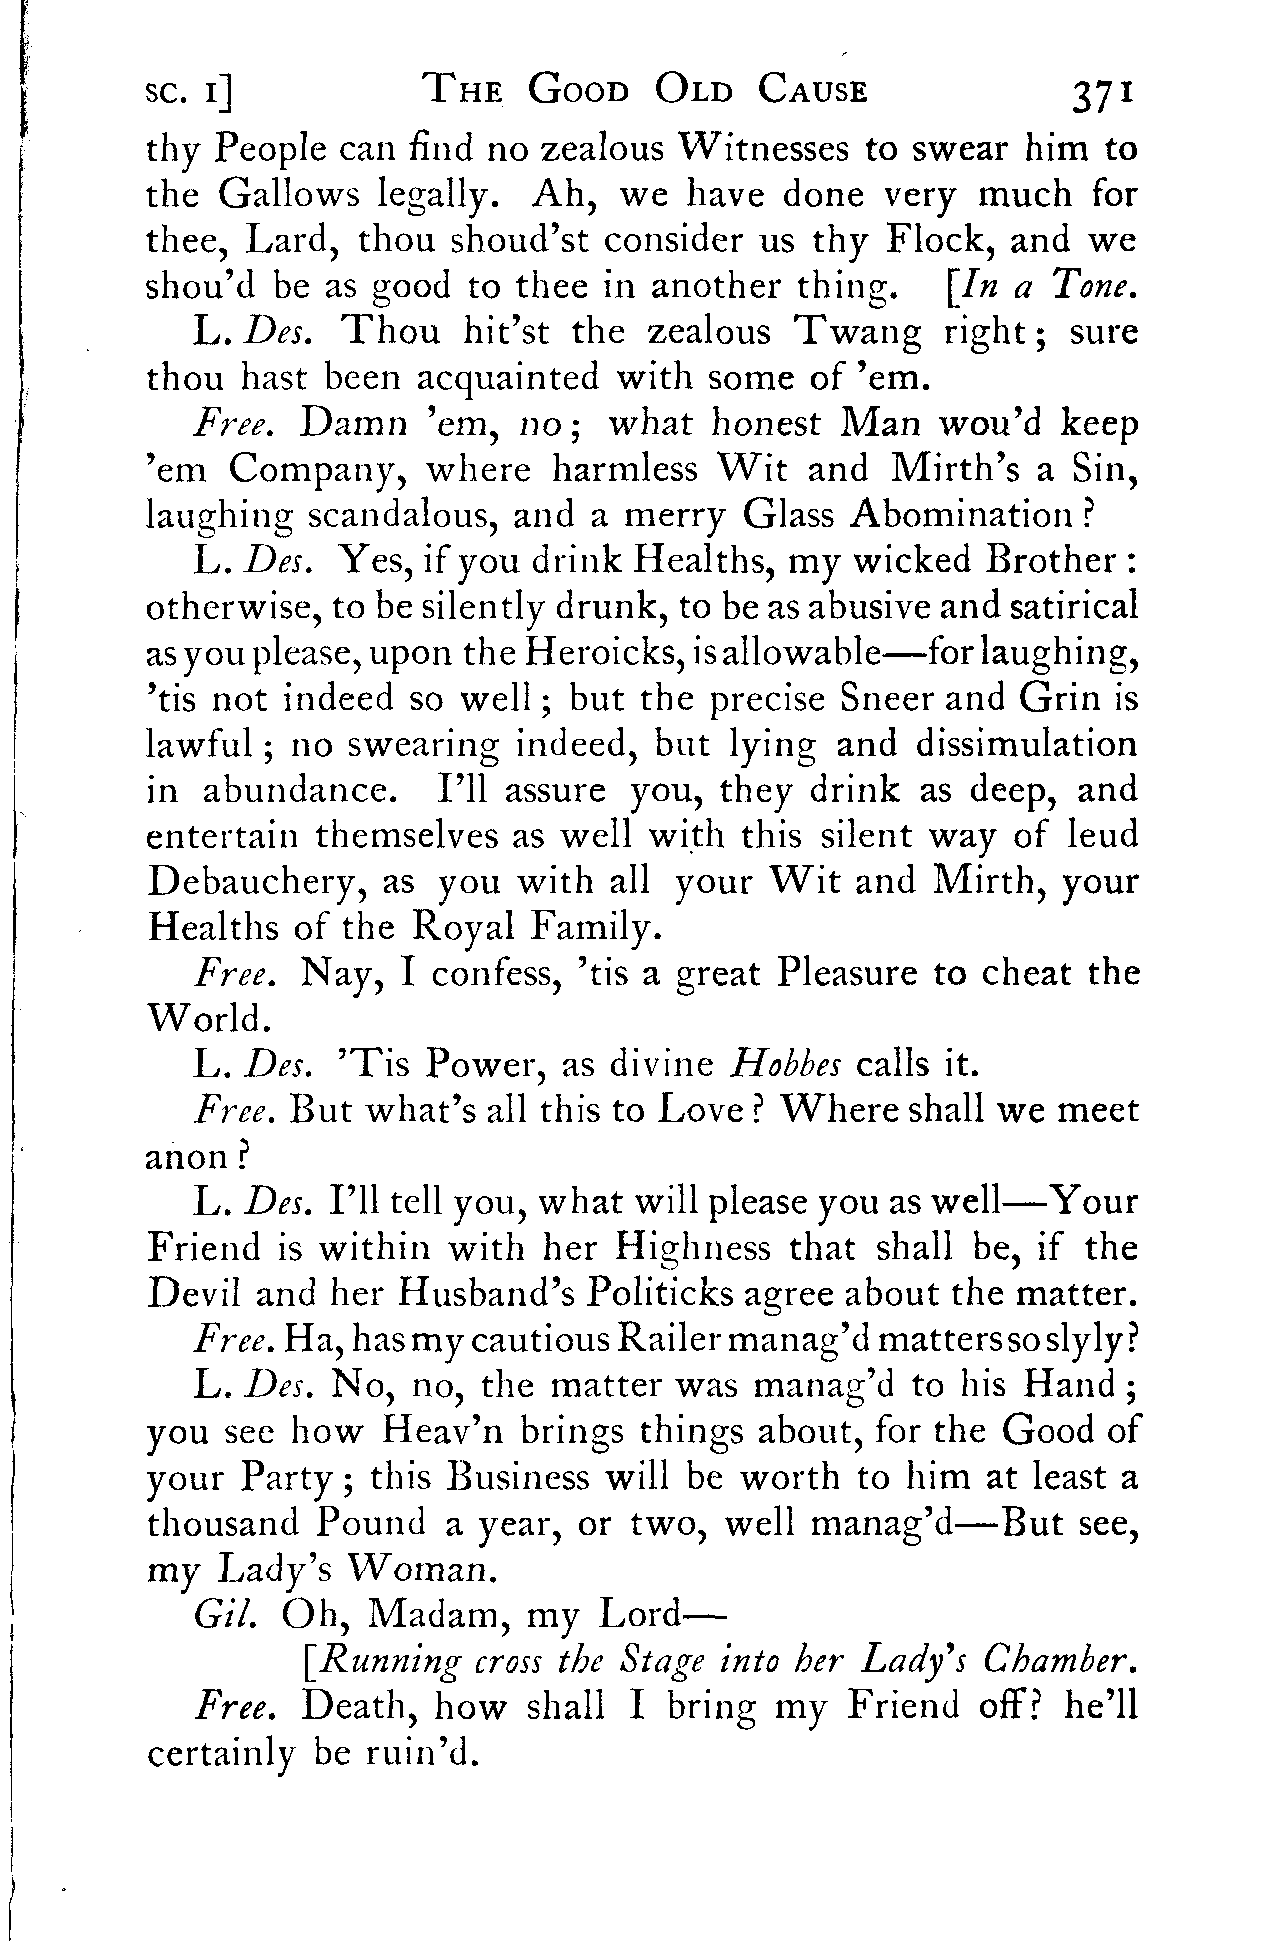 SC. I] THE GOOD OLD CAUSE 371
thy People can find no zealous Witnesses to swear him to
the Gallows legally. Ah, we have done very much for
thee, Lard, thou shoud'st consider us thy Flock, and we
shou'd be as good to thee in another thing. [In a Tone.
L. Des. Thou hit'st the zealous Twang right; sure
thou hast been acquainted with some of 'em.
Free. Damn 'em, no; what honest Man wou'd keep
'em Company, where harmless Wit and Mirth's a Sin,
laughing scandalous, and a merry Glass Abomination?
L. Des. Yes, if you drink Healths, my wicked Brother:
otherwise, to be silently drunk, to be as abusive and satirical
as you please, upon the Heroicks, is allowable—for laughing,
'tis not indeed so well; but the precise Sneer and Grin is
lawful; no swearing indeed, but lying and dissimulation
in abundance. I'll assure you, they drink as deep, and
entertain themselves as well with this silent way of leud
Debauchery, as you with all your Wit and Mirth, your
Healths of the Royal Family.
Free. Nay, I confess, 'tis a great Pleasure to cheat the
World.
L. Des. 'Tis Power, as divine Hobbes calls it.
Free. But what's all this to Love? Where shall we meet
anon?
L. Des. I'll tell you, what will please you as well—Your
Friend is within with her Highness that shall be, if the
Devil and her Husband's Politicks agree about the matter.
Free. Ha, has my cautious Railer manag'd matters so slyly?
L. Des. No, no, the matter was manag'd to his Hand;
you see how Heav'n brings things about, for the Good of
your Party; this Business will be worth to him at least a
thousand Pound a year, or two, well manag'd—But see,
my Lady's Woman.
Gil. Oh, Madam, my Lord—
[Running cross the Stage into her Lady's Chamber.
Free. Death, how shall I bring my Friend off? he'll
certainly be ruin'd.